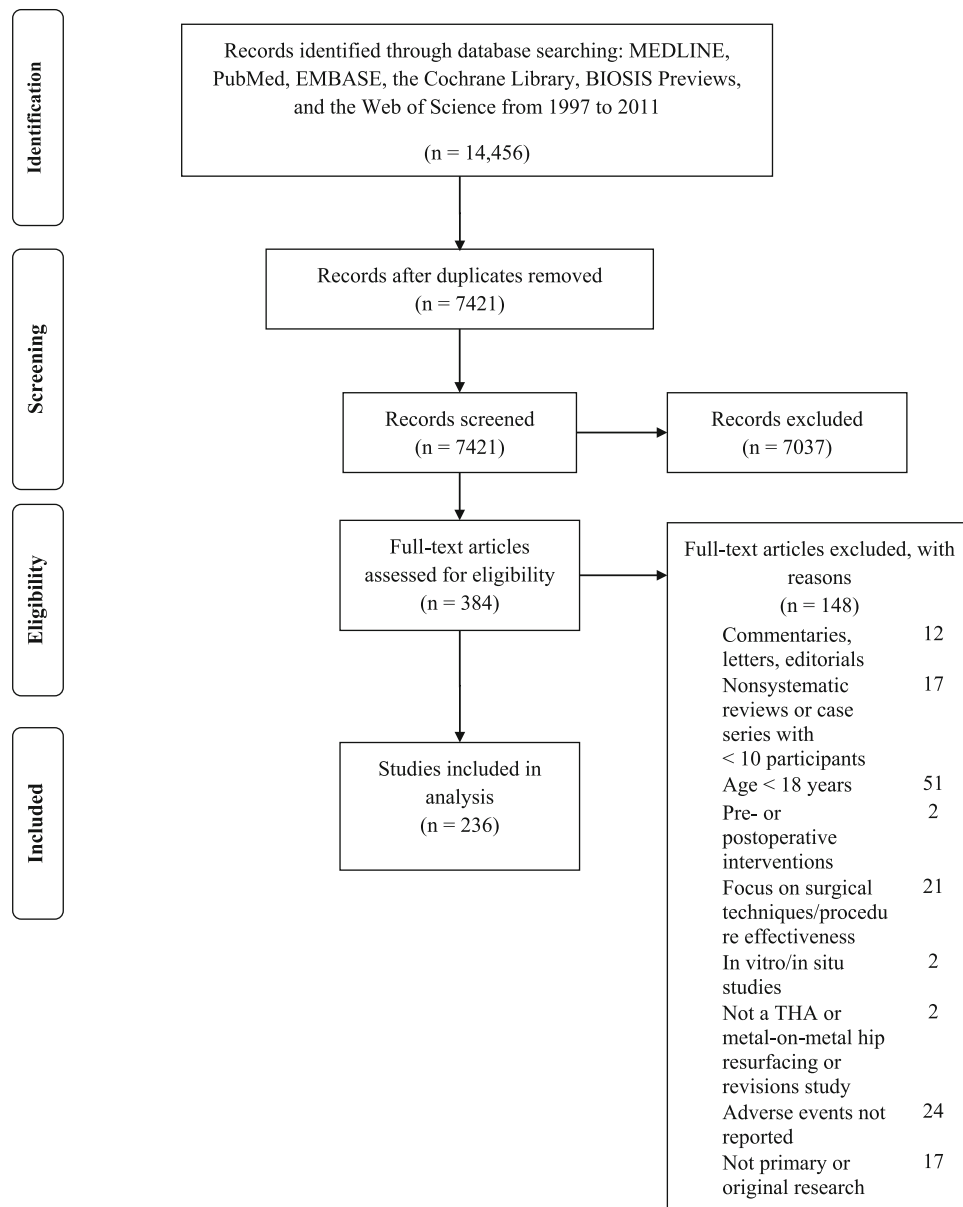 Identification
Records identified through database searching: MEDLINE,
PubMed, EMBASE, the Cochrane Library, BIOSIS Previews,
and the Web of Science from 1997 to 2011
(n = 14,456)
Screening
Records after duplicates removed
(n = 7421)
Records screened
(n = 7421)
Records excluded
(n = 7037)
Eligibility
Full-text articles
assessed for eligibility
(n = 384)
Full-text articles excluded, with
reasons
(n = 148)
Commentaries, 12
letters, editorials
Nonsystematic 17
reviews or case
series with
< 10 participants
Age < 18 years 51
Pre- or 2
postoperative
interventions
Focus on surgical 21
techniques/procedu
re effectiveness
In vitro/in situ 2
studies
Not a THA or 2
metal-on-metal hip
resurfacing or
revisions study
Adverse events not 24
reported
Not primary or 17
original research
Included
Studies included in
analysis
(n = 236)